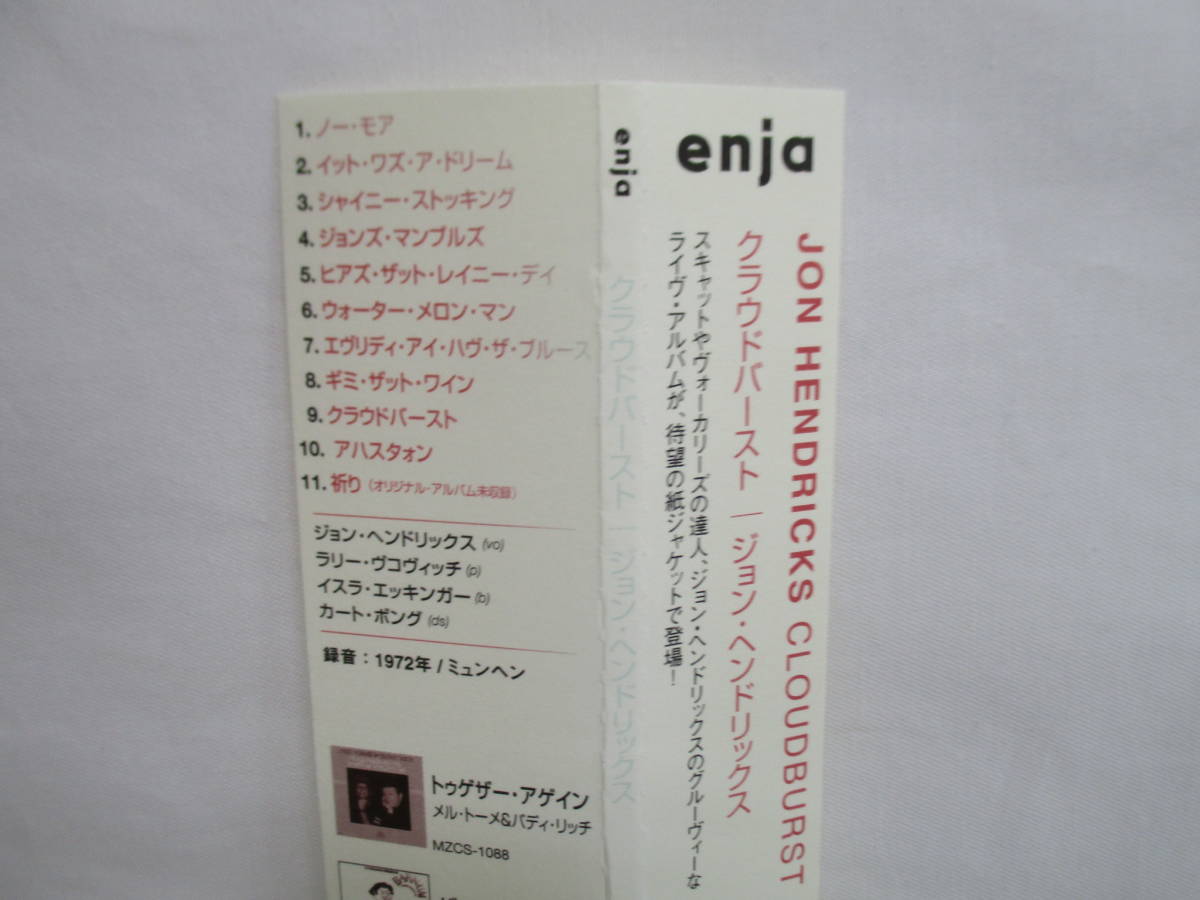 1. ノー・モア
2. イット・ワズ・ア・ドリーム
3. シャイニー・ストッキング
4. ジョンズ・マンブルズ
5. ヒアズ・ザット・レイニー・デイ
6. ウォーター・メロン・マン
7. エヴリディ・アイ・ハヴ・ザ・ブルース
8. ギミ・ザット・ワイン
9. クラウドバースト
10. アハスタォン
11. 祈り (オリジナル・アルバム未収録)
ジョン・ヘンドリックス (vo)
ラリー・ヴコヴィッチ (p)
イスラ・エッキンガー (b)
カート・ボング (ds)
録音：1972年 / ミュンヘン
トゥゲザー・アゲイン
メル・トーメ&バディ・リッチ
MZCS-1088
enja
クラウドバースト｜ジョン・ヘンドリックス
enja
JON HENDRICKS CLOUDBURST
クラウドバースト｜ジョン・ヘンドリックス
スキャットやヴォーカリーズの達人、ジョン・ヘンドリックスのグルーヴィーな
ライヴ・アルバムが、待望の紙ジャケットで登場！